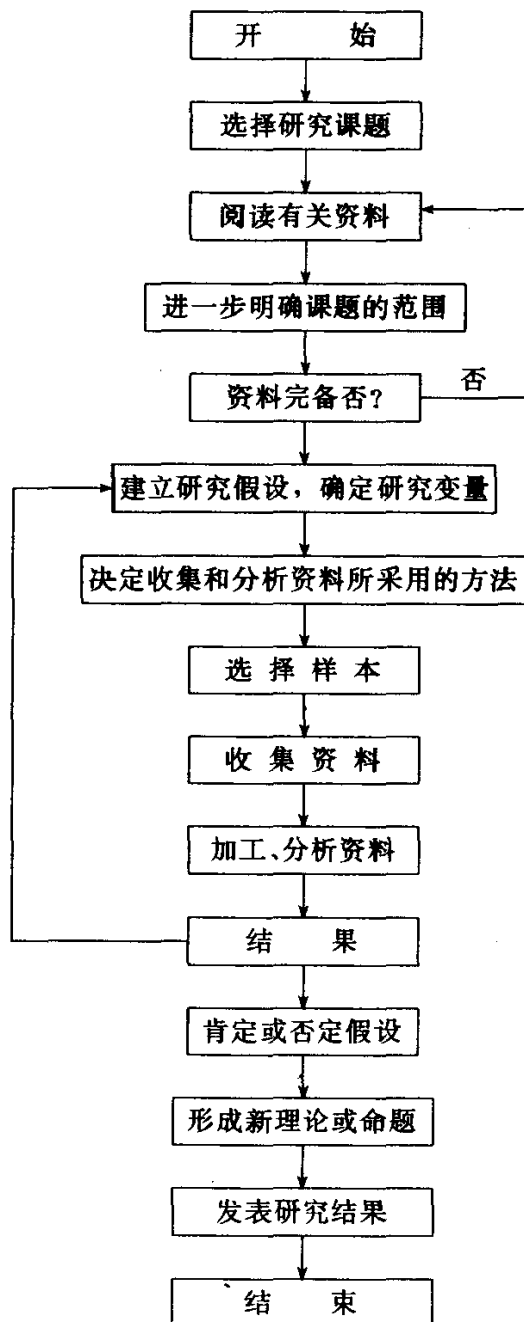 开 始
选择研究课题
阅读有关资料
进一步明确课题的范围
资料完备否?
否
建立研究假设，确定研究变量
决定收集和分析资料所采用的方法
选择样本
收集资料
加工、分析资料
结 果
肯定或否定假设
形成新理论或命题
发表研究结果
结 束